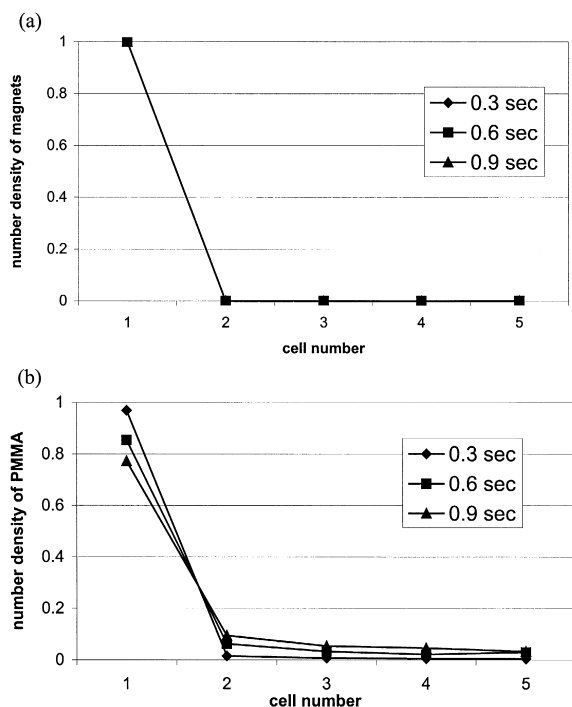 (a)
number density of magnets
1
0.8
0.6
0.4
0.2
0
1 2 3 4 5
cell number
0.3 sec
0.6 sec
0.9 sec
(b)
number density of PMMA
1
0.8
0.6
0.4
0.2
0
1 2 3 4 5
cell number
0.3 sec
0.6 sec
0.9 sec